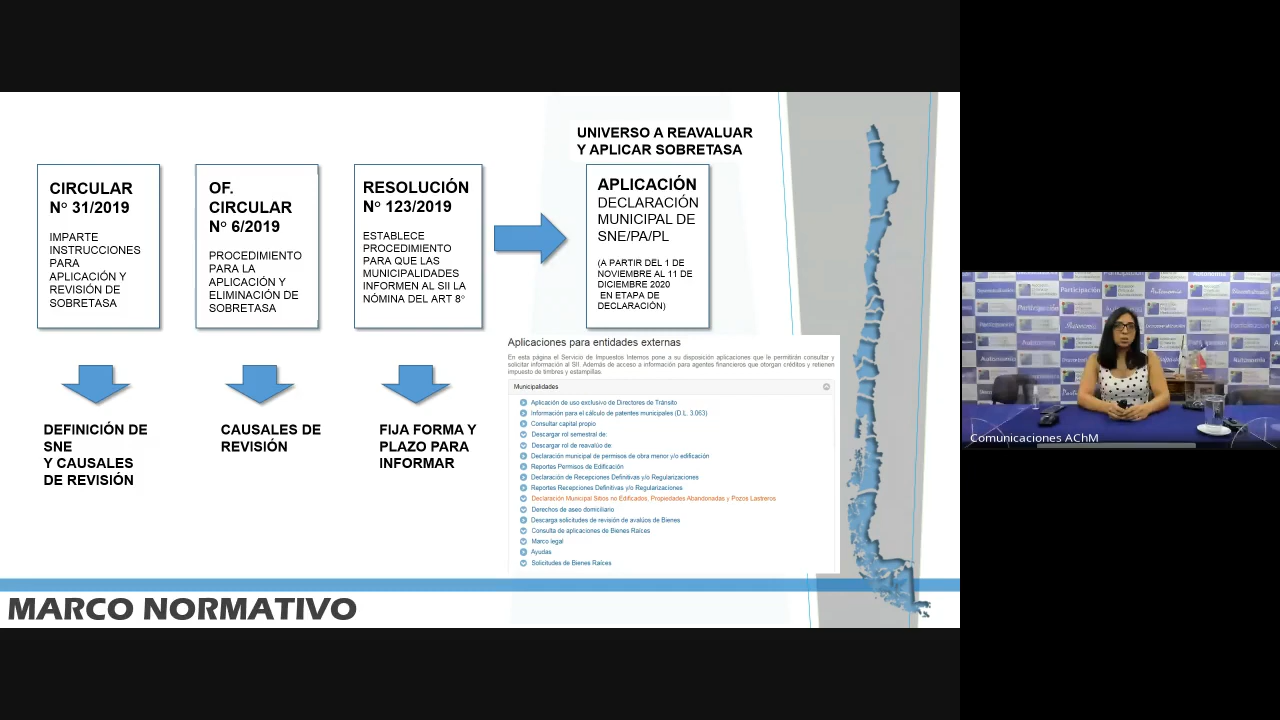 UNIVERSO A REAVALUAR
Y APLICAR SOBRETASA
CIRCULAR
N° 31/2019
IMPARTE
INSTRUCCIONES
PARA
APLICACIÓN Y
REVISIÓN DE
SOBRETASA
OF.
CIRCULAR
N° 6/2019
PROCEDIMIENTO
PARA LA
APLICACIÓN Y
ELIMINACIÓN DE
SOBRETASA
RESOLUCIÓN
N° 123/2019
ESTABLECE
PROCEDIMIENTO
PARA QUE LAS
MUNICIPALIDADES
INFORMEN AL SII LA
NÓMINA DEL ART 8°
APLICACIÓN
DECLARACIÓN
MUNICIPAL DE
SNE/PA/PL
(A PARTIR DEL 1 DE
NOVIEMBRE AL 11 DE
DICIEMBRE 2020
EN ETAPA DE
DECLARACIÓN)
DEFINICIÓN DE
SNE
Y CAUSALES
DE REVISIÓN
CAUSALES DE
REVISIÓN
FIJA FORMA Y
PLAZO PARA
INFORMAR
Aplicaciones para entidades externas
En esta página el Servicio de Impuestos Internos pone a su disposición aplicaciones que le permitirán consultar y
solicitar información al SII. Además de acceso a información para agentes financieros que otorgan créditos y retienen
impuesto de timbres y estampillas
Municipalidades
Aplicación de uso exclusivo de Directores de Tránsito
Información para el cálculo de patentes municipales (D.L. 3.063)
Consultar capital propio
Descargar rol semestral de:
Descargar rol de reavalúo de:
Declaración municipal de permisos de obra menor y/o edificación
Reportes Permisos de Edificación
Declaración de Recepciones Definitivas y/o Regularizaciones
Reportes Recepciones Definitivas y/o Regularizaciones
Declaración Municipal Sitios no Edificados, Propiedades Abandonadas y Pozos Lastreros
Derechos de aseo domiciliario
Descarga solicitudes de revisión de avalúos de Bienes
Consulta de aplicaciones de Bienes Raíces
Marco legal
Ayudas
Solicitudes de Bienes Raíces
MARCO NORMATIVO
Participación
Autonomía
Comunicaciones AChM